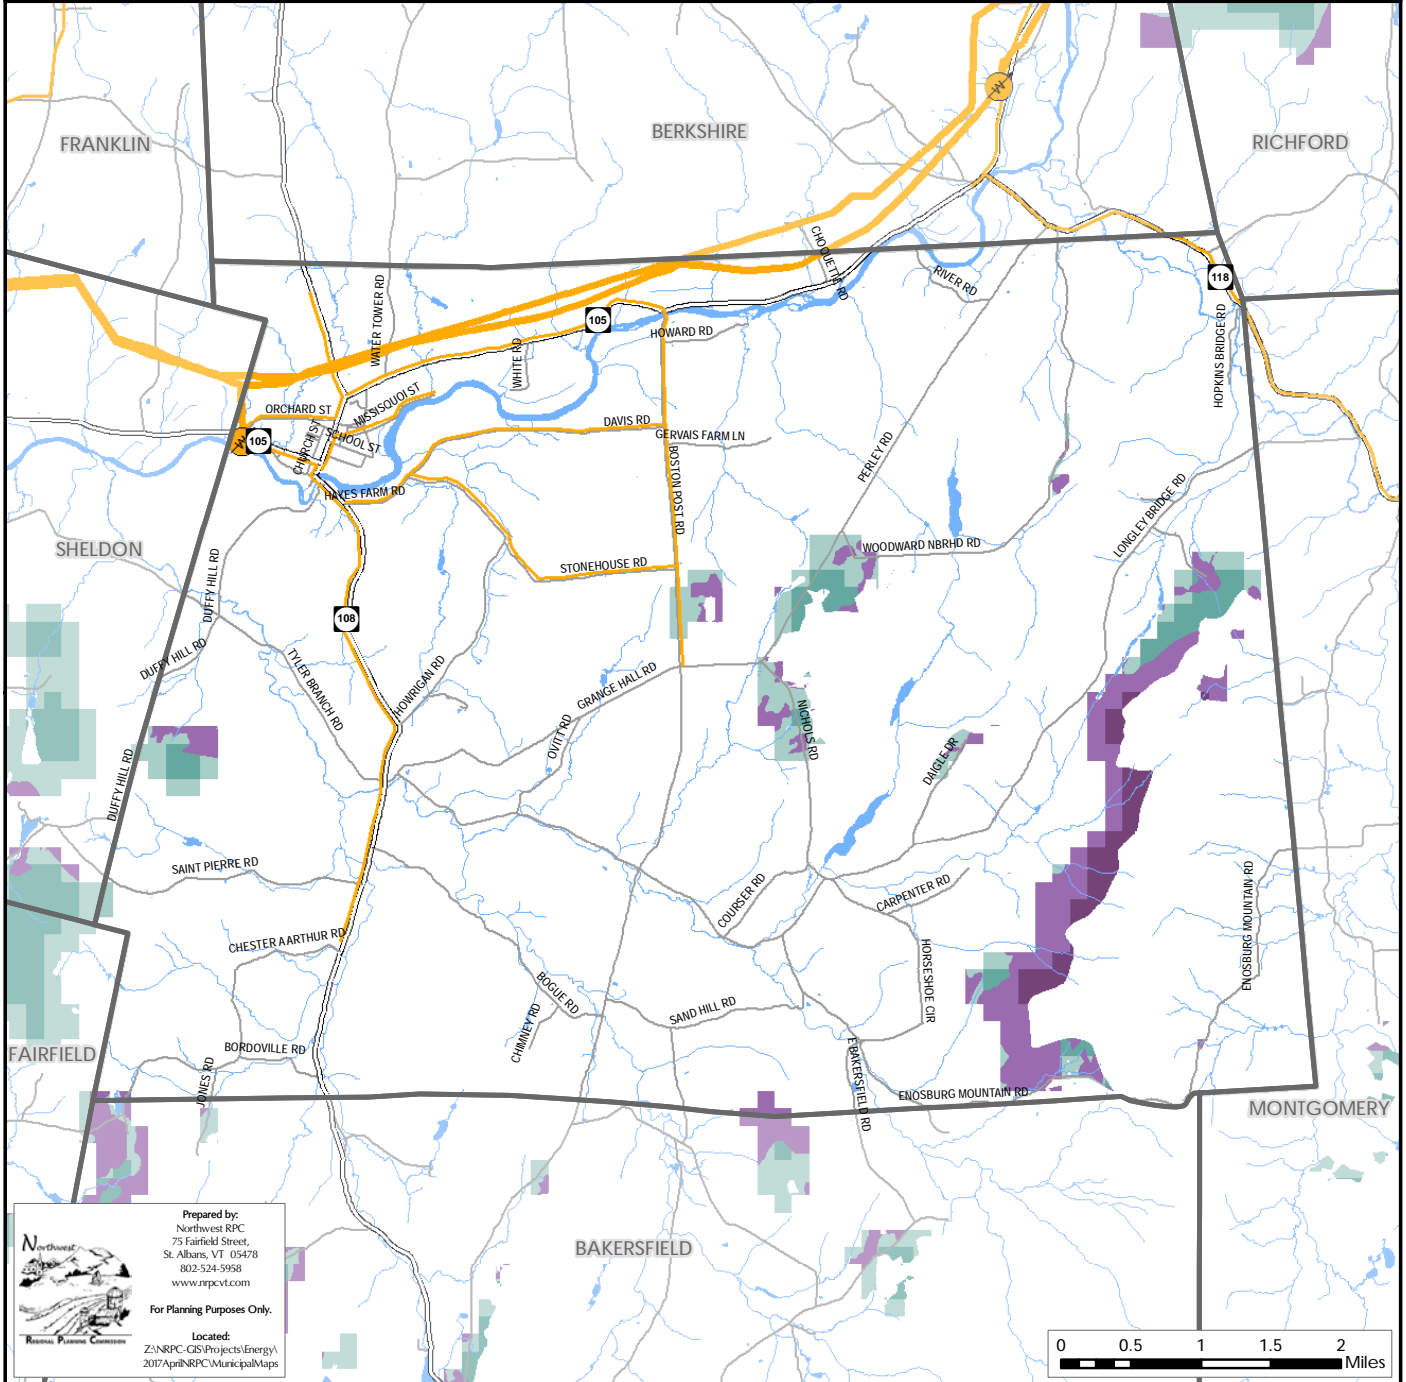 BERKSHIRE
FRANKLIN
RICHFORD
W
CHOQUETTE RD
RIVER RD
118
WATER TOWER RD
105
HOWARD RD
HOPKINS BRIDGE RD
WHITE RD
MISSISQUOI ST
ORCHARD ST
DAVIS RD
GERVAIS FARM LN
W
105
CHURCH ST
SCHOOL ST
PERLEY RD
BOSTON POST RD
HAYES FARM RD
LONGLEY BRIDGE RD
SHELDON
WOODWARD NBRHD RD
STONEHOUSE RD
DUFFY HILL RD
108
DUFFY HILL RD
TYLER BRANCH RD
HOWRIGAN RD
GRANGE HALL RD
OVITT RD
NICHOLS RD
DAIGLE DR
DUFFY HILL RD
SAINT PIERRE RD
COURSER RD
CARPENTER RD
ENOSBURG MOUNTAIN RD
CHESTER A ARTHUR RD
HORSESHOE CIR
BOGUE RD
SAND HILL RD
CHIMNEY RD
FAIRFIELD
BORDOVILLE RD
JONES RD
E BAKERSFIELD RD
ENOSBURG MOUNTAIN RD
MONTGOMERY
BAKERSFIELD
Northwest
REGIONAL PLANNING COMMISSION
Prepared by:
Northwest RPC
75 Fairfield Street,
St. Albans, VT 05478
802-524-5958
www.nrpcvt.com
For Planning Purposes Only.
Located:
Z:\NRPC-GIS\Projects\Energy\
2017AprilNRPC\MunicipalMaps
0 0.5 1 1.5 2
Miles